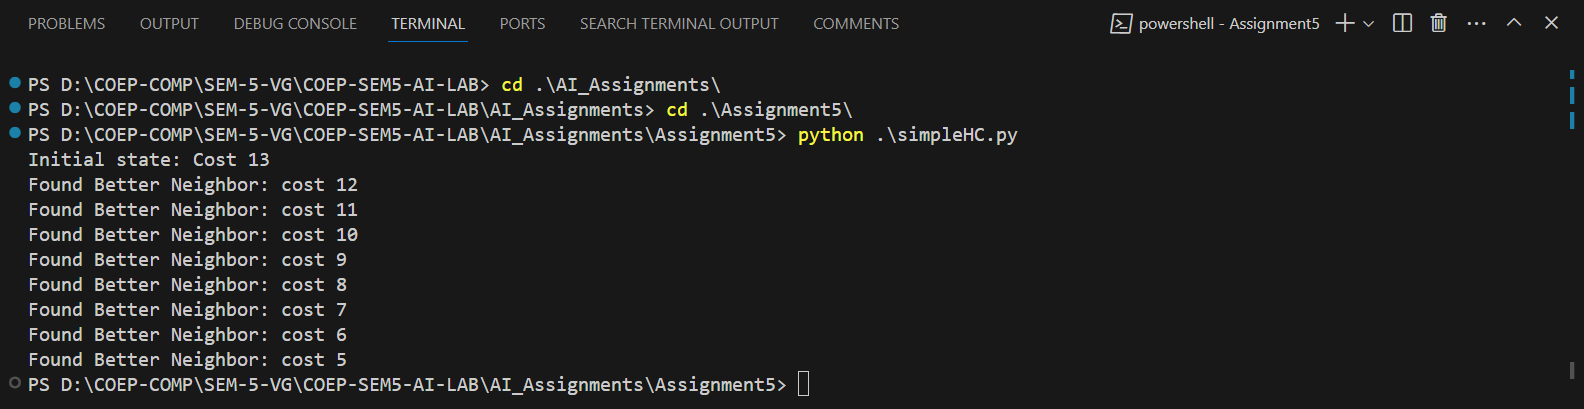 PROBLEMS OUTPUT DEBUG CONSOLE TERMINAL PORTS SEARCH TERMINAL OUTPUT COMMENTS powershell - Assignment5
PS D:\COEP-COMP\SEM-5-VG\COEP-SEM5-AI-LAB> cd .\AI_Assignments\
PS D:\COEP-COMP\SEM-5-VG\COEP-SEM5-AI-LAB\AI_Assignments> cd .\Assignment5\
PS D:\COEP-COMP\SEM-5-VG\COEP-SEM5-AI-LAB\AI_Assignments\Assignment5> python .\simpleHC.py
Initial state: Cost 13
Found Better Neighbor: cost 12
Found Better Neighbor: cost 11
Found Better Neighbor: cost 10
Found Better Neighbor: cost 9
Found Better Neighbor: cost 8
Found Better Neighbor: cost 7
Found Better Neighbor: cost 6
Found Better Neighbor: cost 5
PS D:\COEP-COMP\SEM-5-VG\COEP-SEM5-AI-LAB\AI_Assignments\Assignment5>